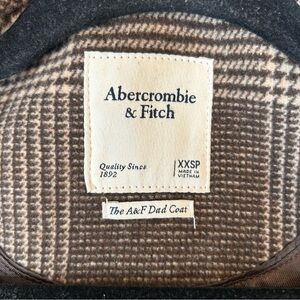 Abercrombie
& Fitch
Quality Since
1892
XXSP
MADE IN
VIETNAM
The A&F Dad Coat